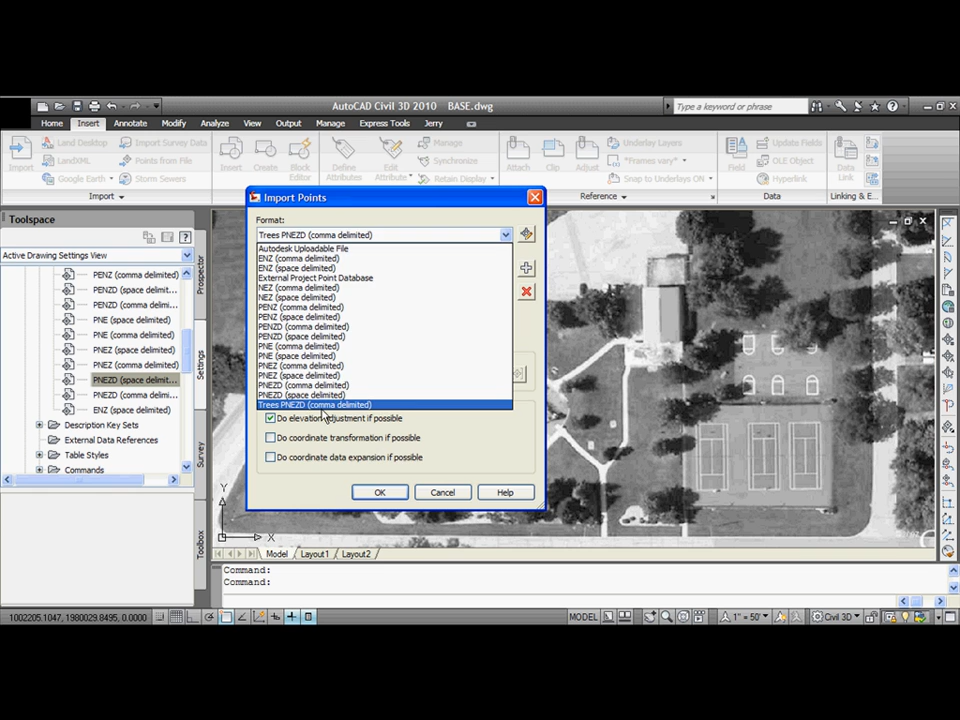 AutoCAD Civil 3D 2010 BASE.dwg
Type a keyword or phrase
Home Insert Annotate Modify Analyze View Output Manage Express Tools Jerry
Import
Land Desktop
LandXML
Google Earth
Import Survey Data
Points from File
Storm Sewers
Insert
Create
Block Editor
Define Attributes
Edit Attribute
Manage
Synchronize
Retain Display
Attach
Clip
Adjust
Underlay Layers
*Frames vary*
Snap to Underlays ON
Field
Update Fields
OLE Object
Hyperlink
Data Link
Import
Reference
Data
Linking & E...
Toolspace
Active Drawing Settings View
PENZ (comma delimited)
PENZD (space delimit...
PENZD (comma delimi...
PNE (space delimited)
PNE (comma delimited)
PNEZ (space delimited)
PNEZ (comma delimited)
PNEZD (space delimit...
PNEZD (comma delimi...
ENZ (space delimited)
Description Key Sets
External Data References
Table Styles
Commands
Prospector
Settings
Survey
Toolbox
Import Points
Format:
Trees PNEZD (comma delimited)
Autodesk Uploadable File
ENZ (comma delimited)
ENZ (space delimited)
External Project Point Database
NEZ (comma delimited)
NEZ (space delimited)
PENZ (comma delimited)
PENZ (space delimited)
PENZD (comma delimited)
PENZD (space delimited)
PNE (comma delimited)
PNE (space delimited)
PNEZ (comma delimited)
PNEZ (space delimited)
PNEZD (comma delimited)
PNEZD (space delimited)
Trees PNEZD (comma delimited)
Do elevation adjustment if possible
Do coordinate transformation if possible
Do coordinate data expansion if possible
OK Cancel Help
Y
X
Model Layout1 Layout2
Command:
Command:
1002205.1047, 1980029.8495, 0.0000
MODEL
1" = 50'
Civil 3D